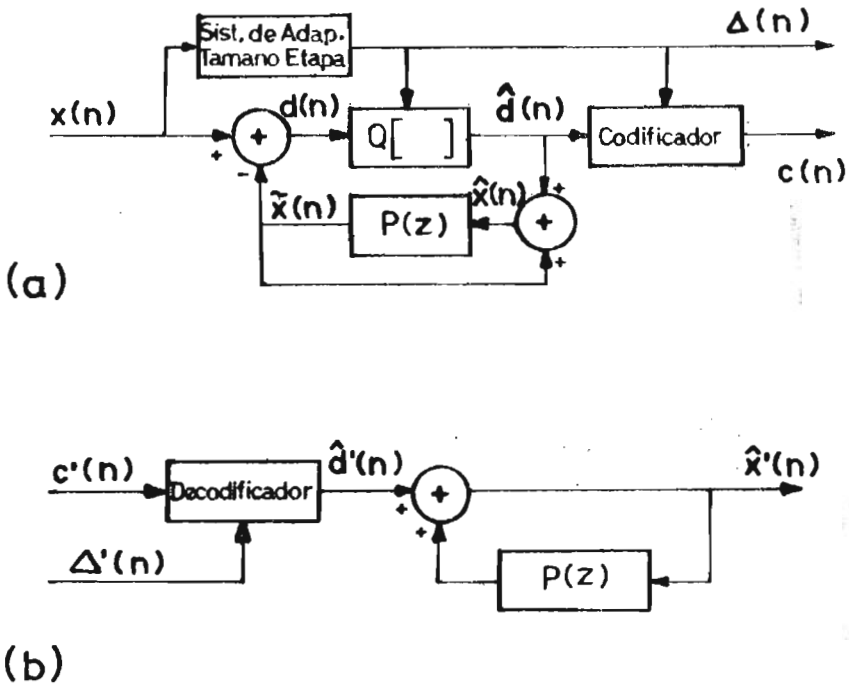 Sist. de Adap.
Tamano Etapa
Δ(n)
x(n)
+
+
-
d(n)
Q[ ]
d̂(n)
Codificador
c(n)
x̃(n)
P(z)
x̂(n)
+
+
+
(a)
c'(n)
Decodificador
d̂'(n)
+
+
+
x̂'(n)
Δ'(n)
P(z)
(b)